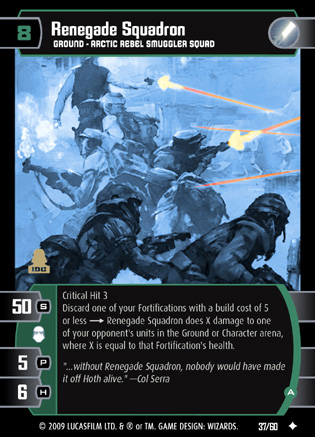 8
Renegade Squadron
GROUND - ARCTIC REBEL SMUGGLER SQUAD
IDC
50 S
5 P
6 H
Critical Hit 3
Discard one of your Fortifications with a build cost of 5
or less → Renegade Squadron does X damage to one
of your opponent's units in the Ground or Character arena,
where X is equal to that Fortification's health.
"...without Renegade Squadron, nobody would have made
it off Hoth alive." —Col Serra
A
© 2009 LUCASFILM LTD. & ® or TM. GAME DESIGN: WIZARDS. 37/60